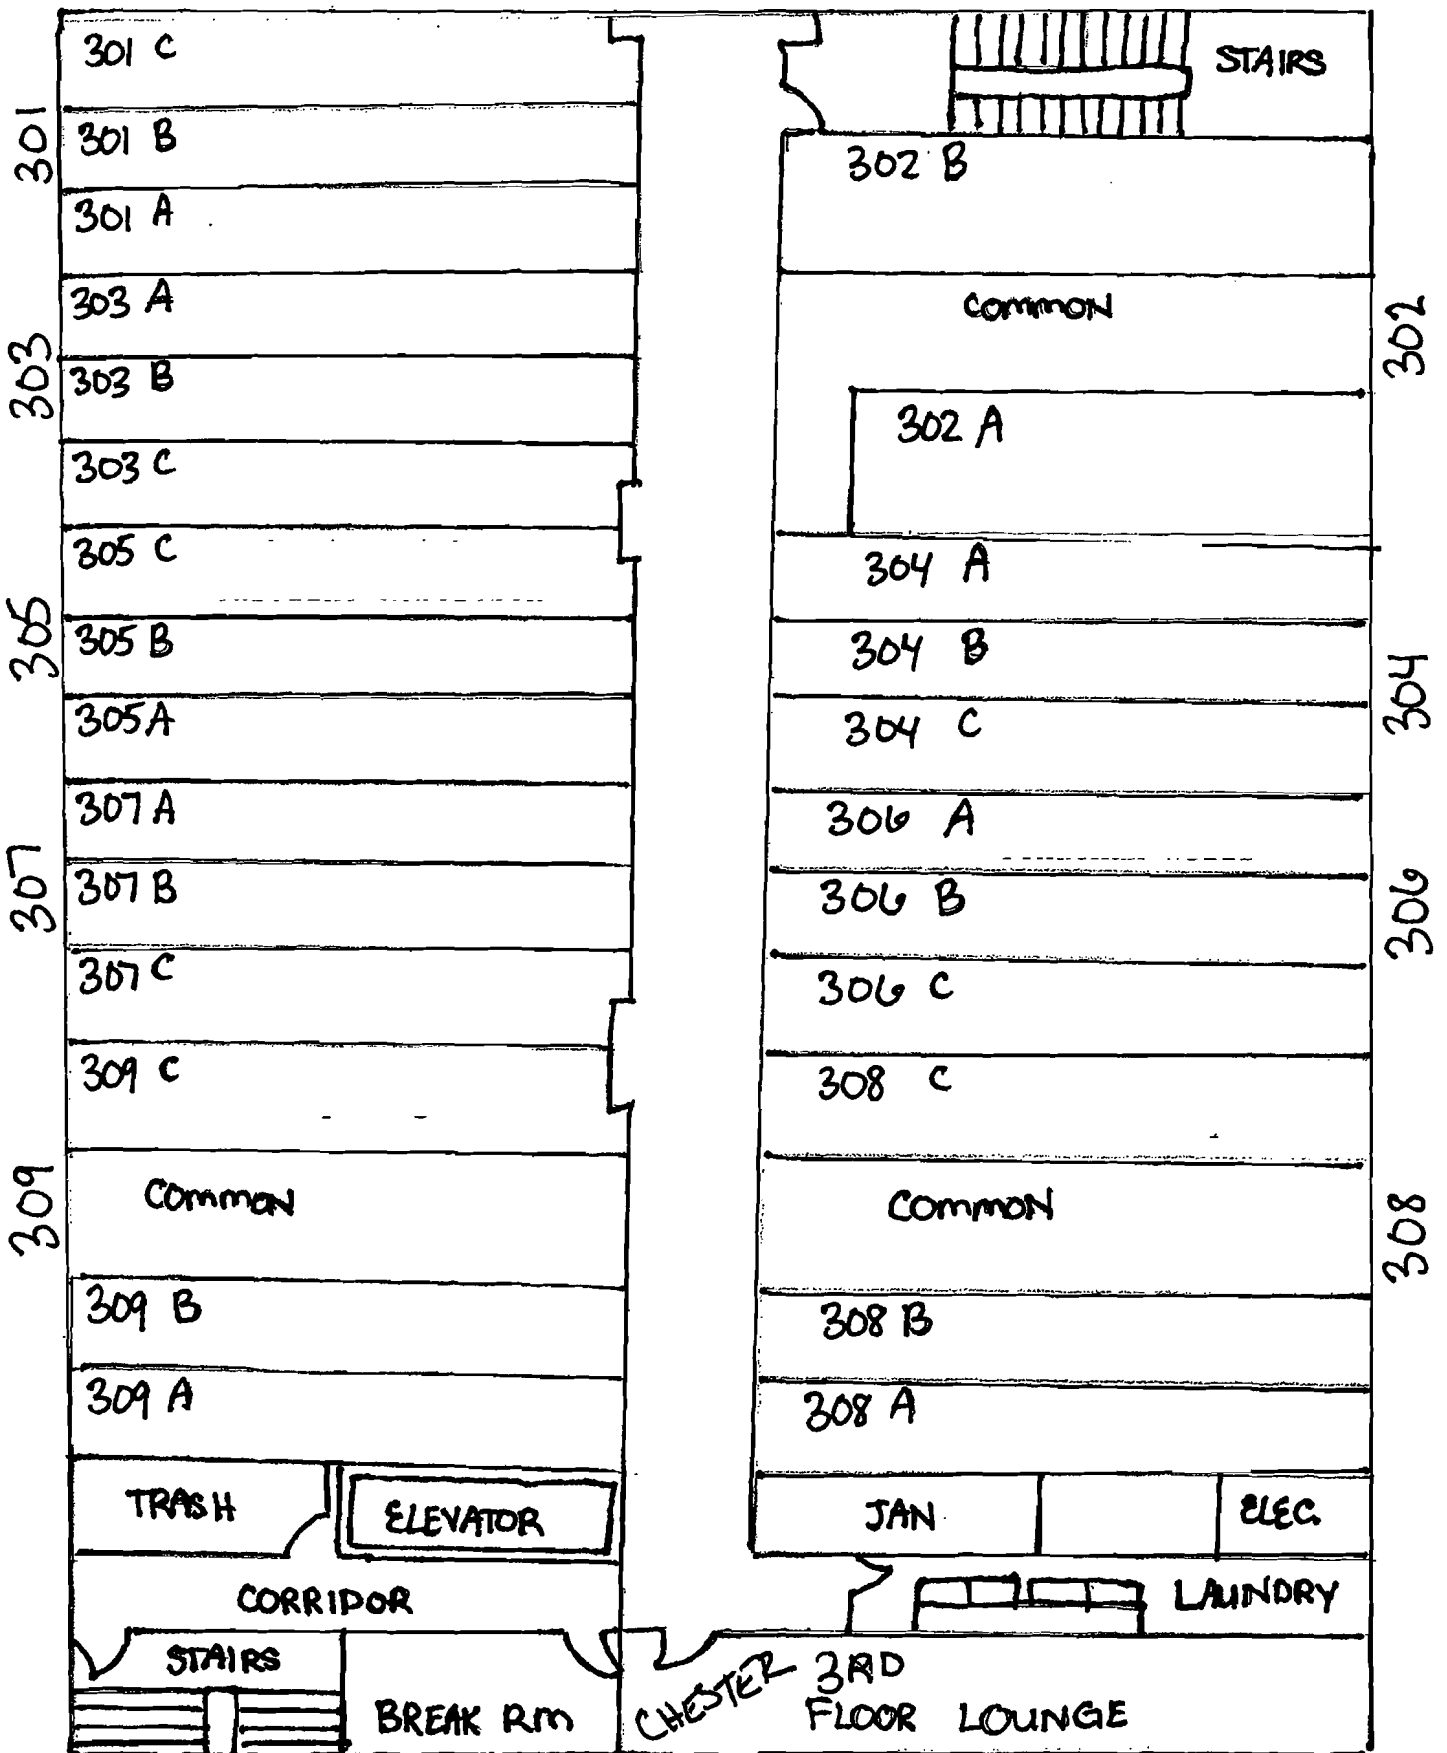 301 C
301 B
301 A
303 A
303 B
303 C
305 C
305 B
305 A
307 A
307 B
307 C
309 C
Common
309 B
309 A
TRASH
ELEVATOR
CORRIDOR
STAIRS
BREAK RM
301
303
305
307
309
STAIRS
302 B
Common
302 A
304 A
304 B
304 C
306 A
306 B
306 C
308 C
Common
308 B
308 A
JAN
ELEC.
LAUNDRY
CHESTER 3RD
FLOOR LOUNGE
302
304
306
308